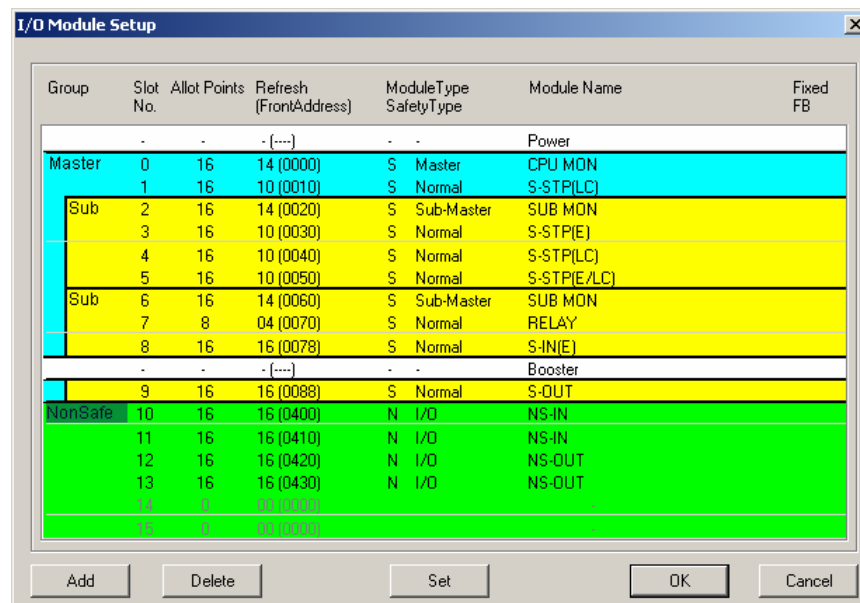 I/O Module Setup
Group Slot Allot Points Refresh ModuleType Module Name Fixed
No. (FrontAddress) SafetyType FB
- - - (----) - - Power
Master 0 16 14 (0000) S Master CPU MON
1 16 10 (0010) S Normal S-STP(LC)
Sub 2 16 14 (0020) S Sub-Master SUB MON
3 16 10 (0030) S Normal S-STP(E)
4 16 10 (0040) S Normal S-STP(LC)
5 16 10 (0050) S Normal S-STP(E/LC)
Sub 6 16 14 (0060) S Sub-Master SUB MON
7 8 04 (0070) S Normal RELAY
8 16 16 (0078) S Normal S-IN(E)
- - - (----) - - Booster
9 16 16 (0088) S Normal S-OUT
NonSafe 10 16 16 (0400) N I/O NS-IN
11 16 16 (0410) N I/O NS-IN
12 16 16 (0420) N I/O NS-OUT
13 16 16 (0430) N I/O NS-OUT
14 0 00 (0000) -
15 0 00 (0000) -
Add Delete Set OK Cancel